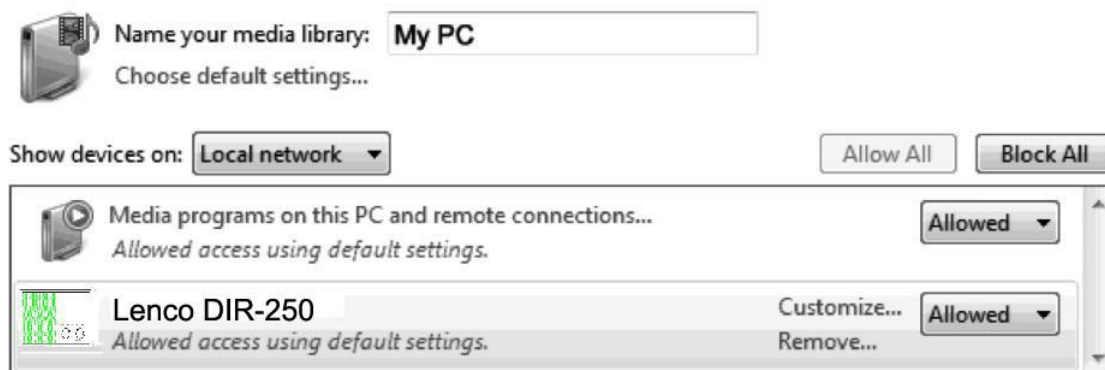 Name your media library: My PC
Choose default settings...
Show devices on: Local network Allow All Block All
Media programs on this PC and remote connections... Allowed
Allowed access using default settings.
Lenco DIR-250 Customize... Allowed
Allowed access using default settings. Remove...